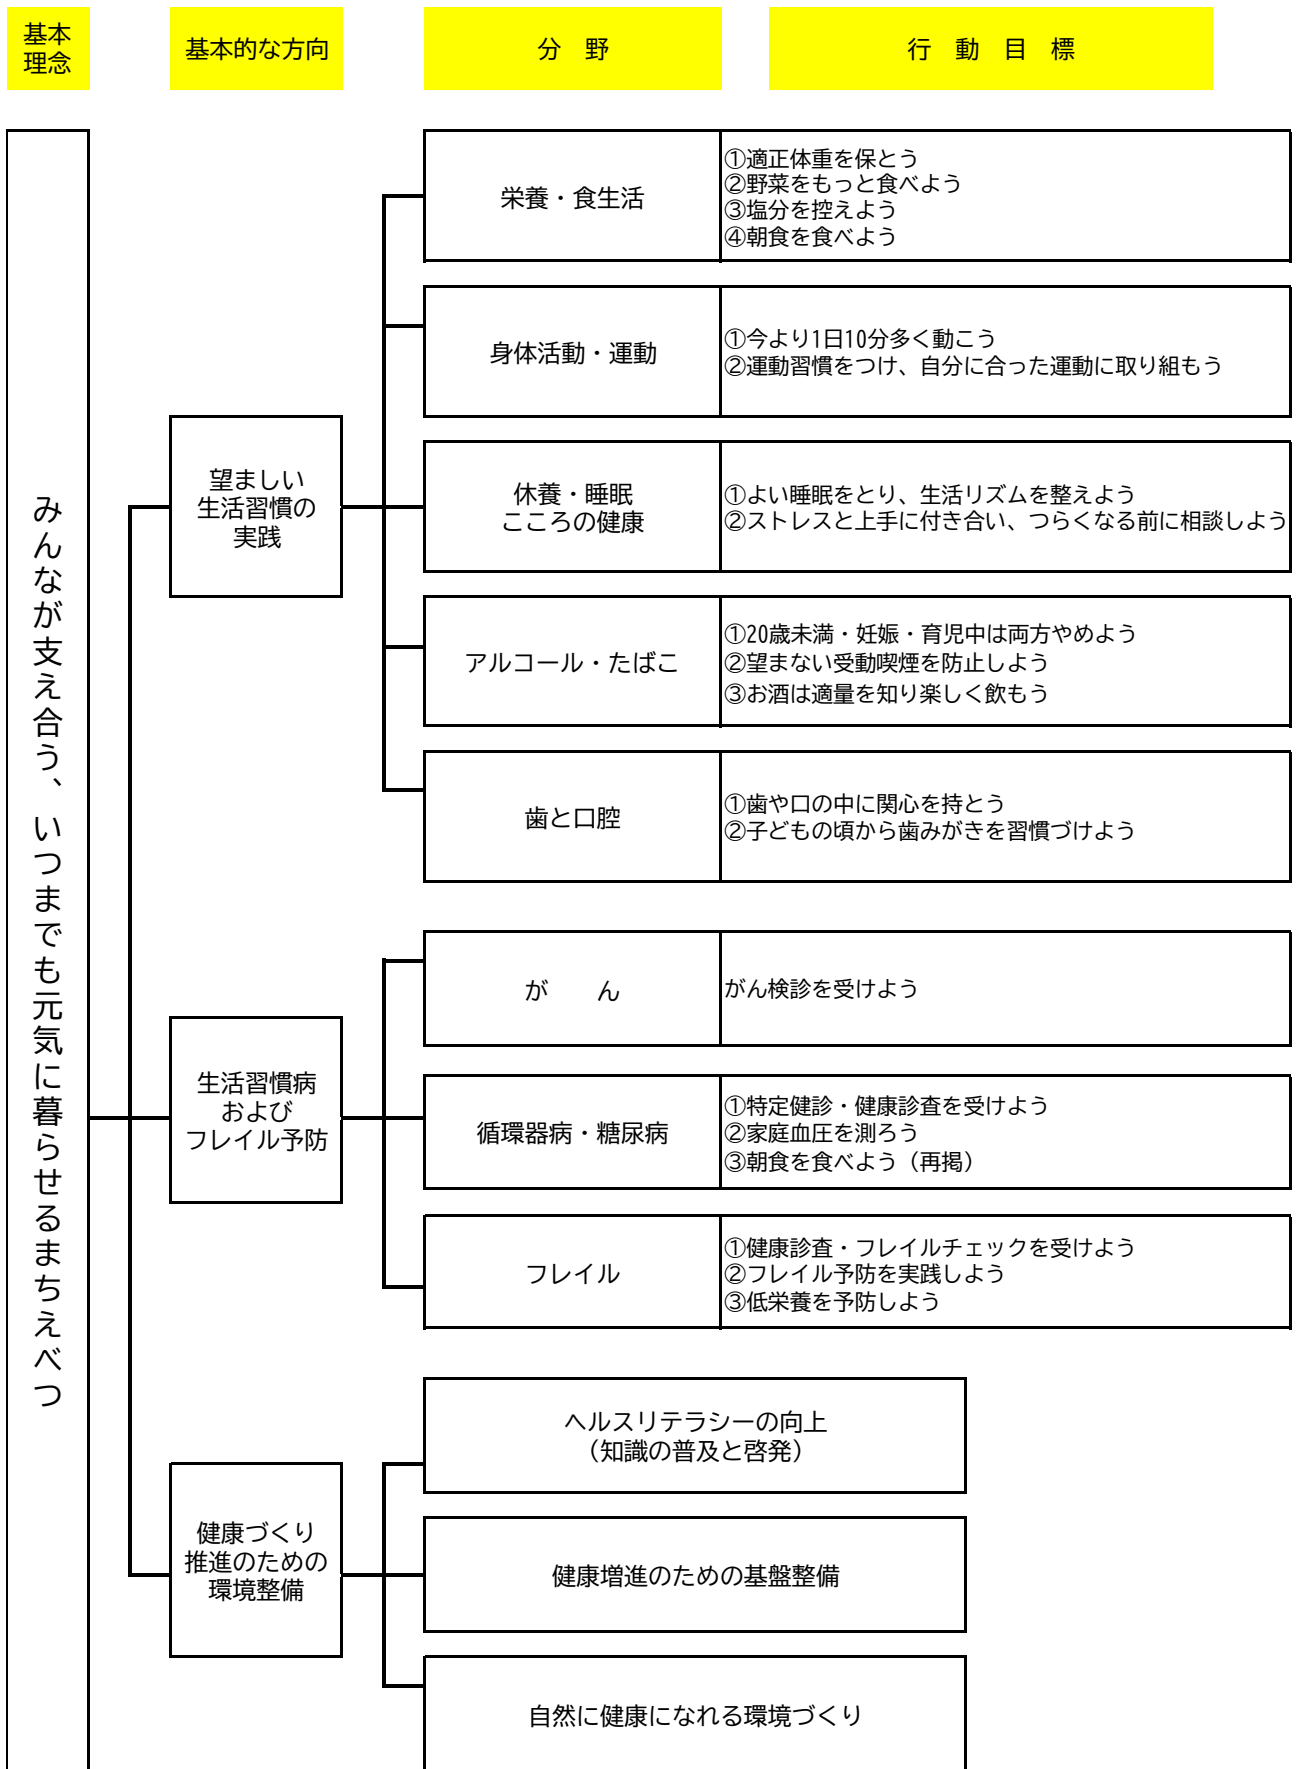 基本
理念
基本的な方向
分　野
行　動　目　標
みんなが支え合う、いつまでも元気に暮らせるまちえべつ
望ましい
生活習慣の
実践
栄養・食生活
①適正体重を保とう
②野菜をもっと食べよう
③塩分を控えよう
④朝食を食べよう
身体活動・運動
①今より1日10分多く動こう
②運動習慣をつけ、自分に合った運動に取り組もう
休養・睡眠
こころの健康
①よい睡眠をとり、生活リズムを整えよう
②ストレスと上手に付き合い、つらくなる前に相談しよう
アルコール・たばこ
①20歳未満・妊娠・育児中は両方やめよう
②望まない受動喫煙を防止しよう
③お酒は適量を知り楽しく飲もう
歯と口腔
①歯や口の中に関心を持とう
②子どもの頃から歯みがきを習慣づけよう
生活習慣病
および
フレイル予防
が　　ん
がん検診を受けよう
循環器病・糖尿病
①特定健診・健康診査を受けよう
②家庭血圧を測ろう
③朝食を食べよう（再掲）
フレイル
①健康診査・フレイルチェックを受けよう
②フレイル予防を実践しよう
③低栄養を予防しよう
健康づくり
推進のための
環境整備
ヘルスリテラシーの向上
（知識の普及と啓発）
健康増進のための基盤整備
自然に健康になれる環境づくり